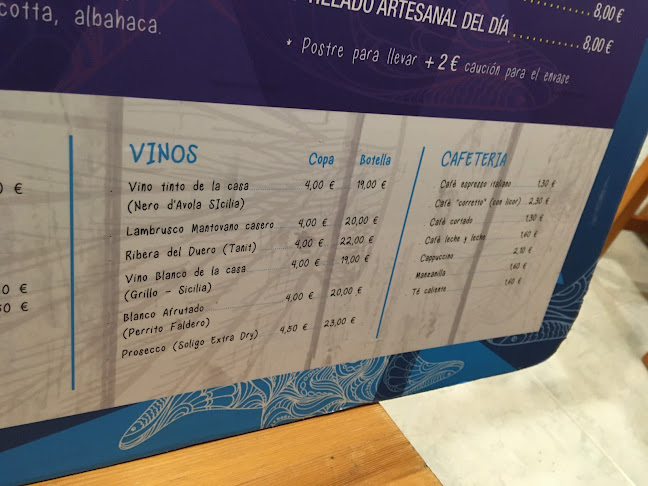 cotta, albahaca.
8,00 €
HELADO ARTESANAL DEL DÍA
8,00 €
* Postre para llevar +2€ caución para el envase
VINOS
Copa Botella
Vino tinto de la casa 4,00 € 19,00 €
(Nero d'Avola SIcilia)
Lambrusco Mantovano casero 4,00 € 20,00 €
Ribera del Duero (Tanit) 4,00 € 22,00 €
Vino Blanco de la casa 4,00 € 19,00 €
(Grillo - Sicilia)
Blanco Afrutado 4,00 € 20,00 €
(Perrito Faldero)
Prosecco (Soligo Extra Dry) 4,50 € 23,00 €
CAFETERIA
Café espresso italiano 1,30 €
Café "corretto" (con licor) 2,30 €
Café cortado 1,30 €
Café leche y leche 1,60 €
Cappuccino 2,10 €
Manzanilla 1,60 €
Té caliente 1,60 €